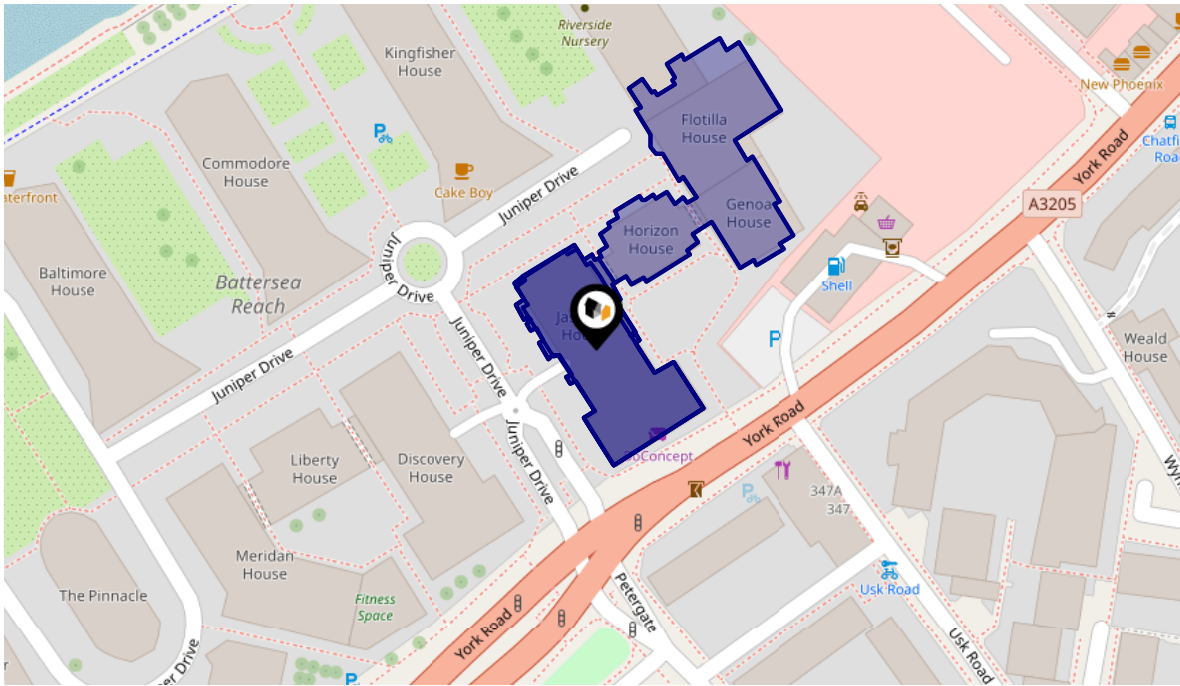 Riverside
Nursery
Kingfisher
House
New Phoenix
Flotilla
House
York Road
Commodore
House
Cake Boy
Juniper Drive
A3205
Genoa
House
Horizon
House
Juniper Drive
Baltimore
House
Battersea
Reach
Shell
Juniper Drive
Weald
House
Juniper Drive
York Road
Liberty
House
Discovery
House
Juniper Drive
347A
347
Meridan
House
The Pinnacle
Fitness
Space
Petergate
Usk Road
York Road
Usk Road